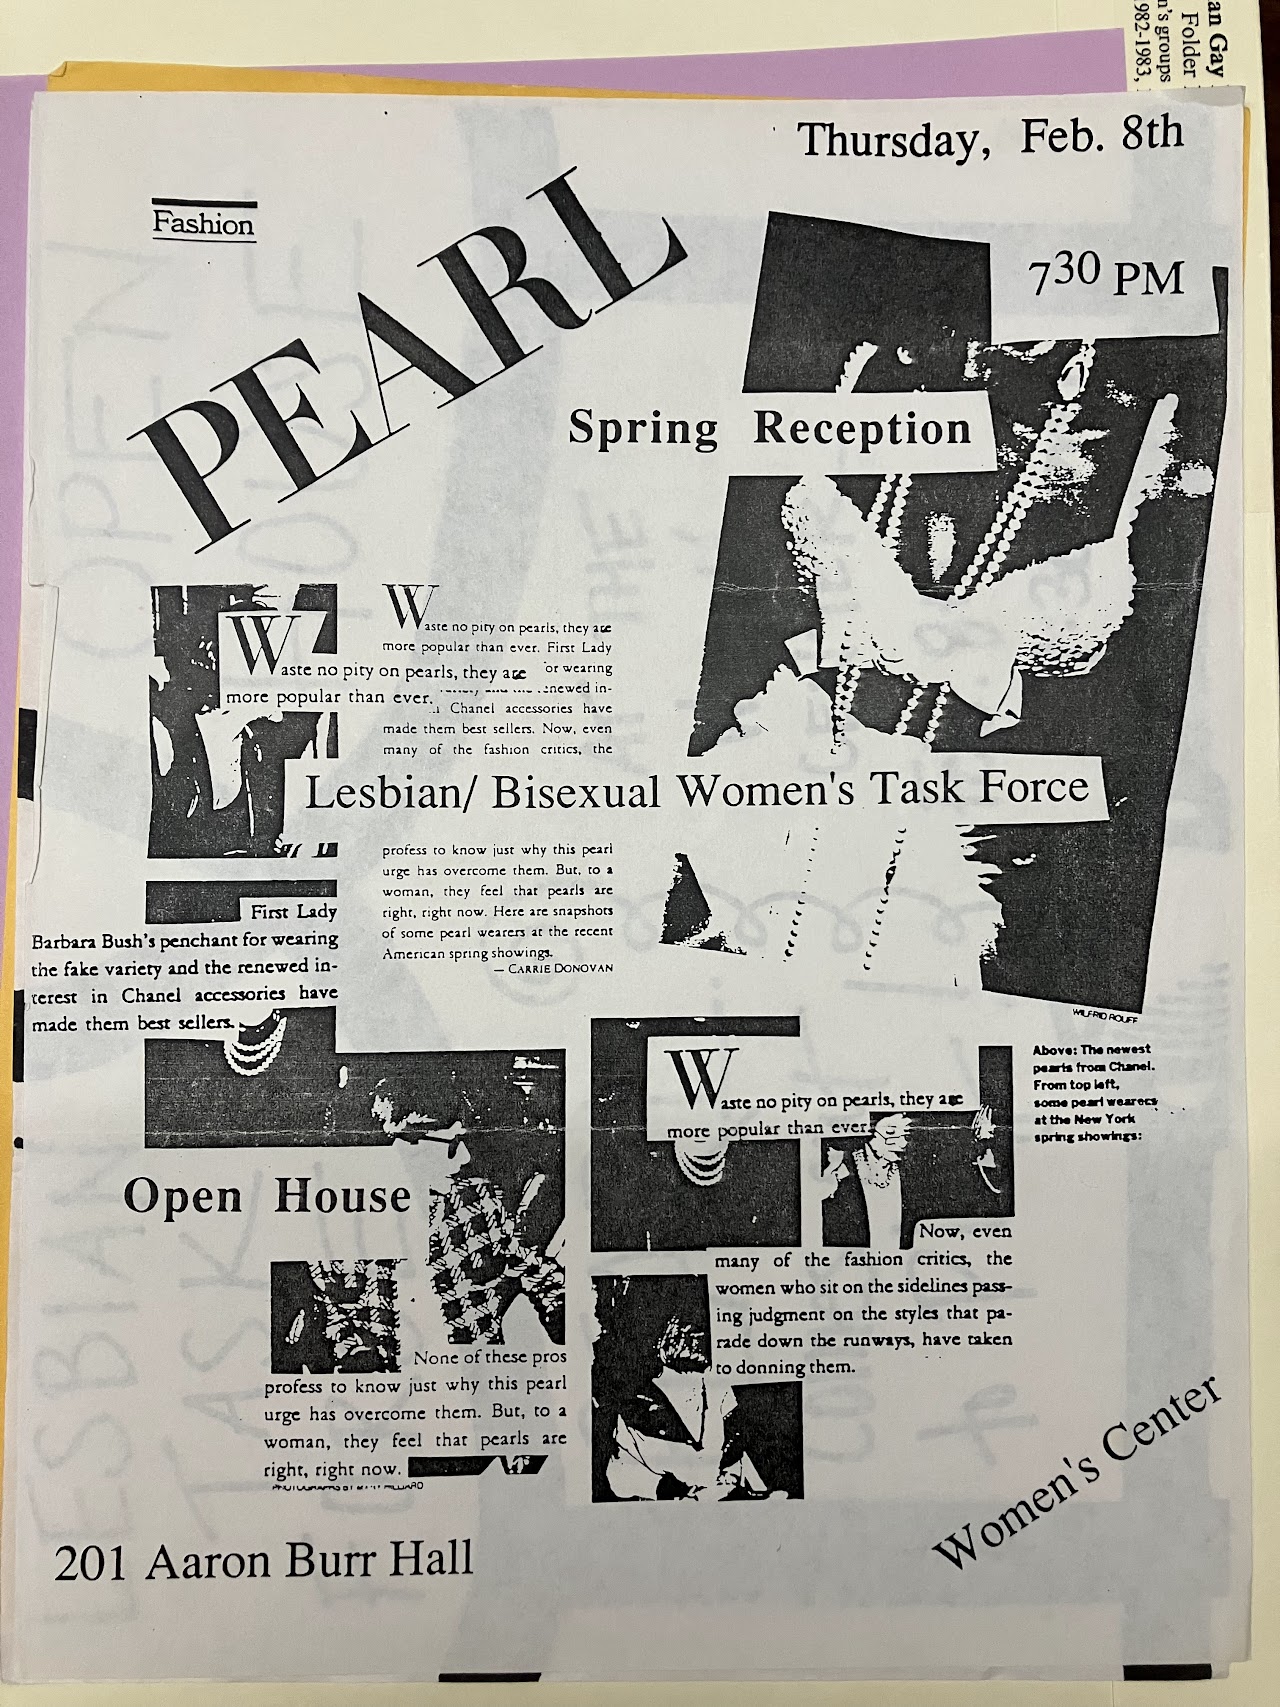 an Gay
Folder
n's groups
982-1983,
Thursday, Feb. 8th
Fashion
PEARL
7 30 PM
Spring Reception
Waste no pity on pearls, they are
more popular than ever. First Lady
or wearing
newed in-
Chanel accessories have
made them best sellers. Now, even
many of the fashion critics, the
Waste no pity on pearls, they are
more popular than ever.
Lesbian/ Bisexual Women's Task Force
profess to know just why this pearl
urge has overcome them. But, to a
woman, they feel that pearls are
right, right now. Here are snapshots
of some pearl wearers at the recent
American spring showings.
— CARRIE DONOVAN
First Lady
Barbara Bush's penchant for wearing
the fake variety and the renewed in-
terest in Chanel accessories have
made them best sellers.
WILFRID ROUFF
Above: The newest
pearls from Chanel.
From top left,
some pearl wearers
at the New York
spring showings:
Waste no pity on pearls, they are
more popular than ever.
Open House
Now, even
many of the fashion critics, the
women who sit on the sidelines pass-
ing judgment on the styles that pa-
rade down the runways, have taken
to donning them.
None of these pros
profess to know just why this pearl
urge has overcome them. But, to a
woman, they feel that pearls are
right, right now.
Women's Center
201 Aaron Burr Hall